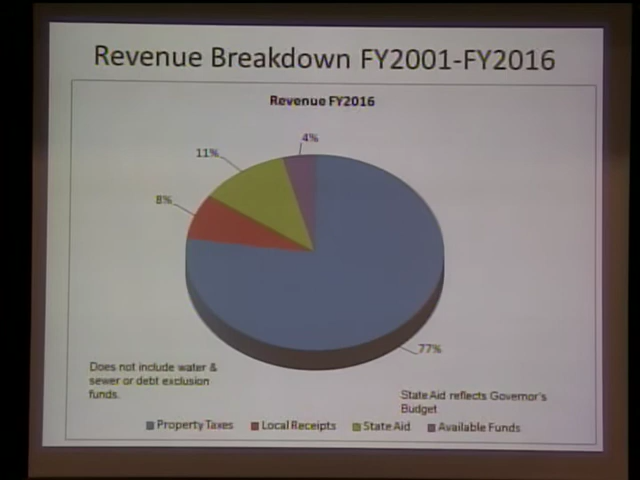 Revenue Breakdown FY2001-FY2016
Revenue FY2016
4%
11%
8%
77%
Does not include water &
sewer or debt exclusion
funds.
State Aid reflects Governor's
Budget
Property Taxes Local Receipts State Aid Available Funds